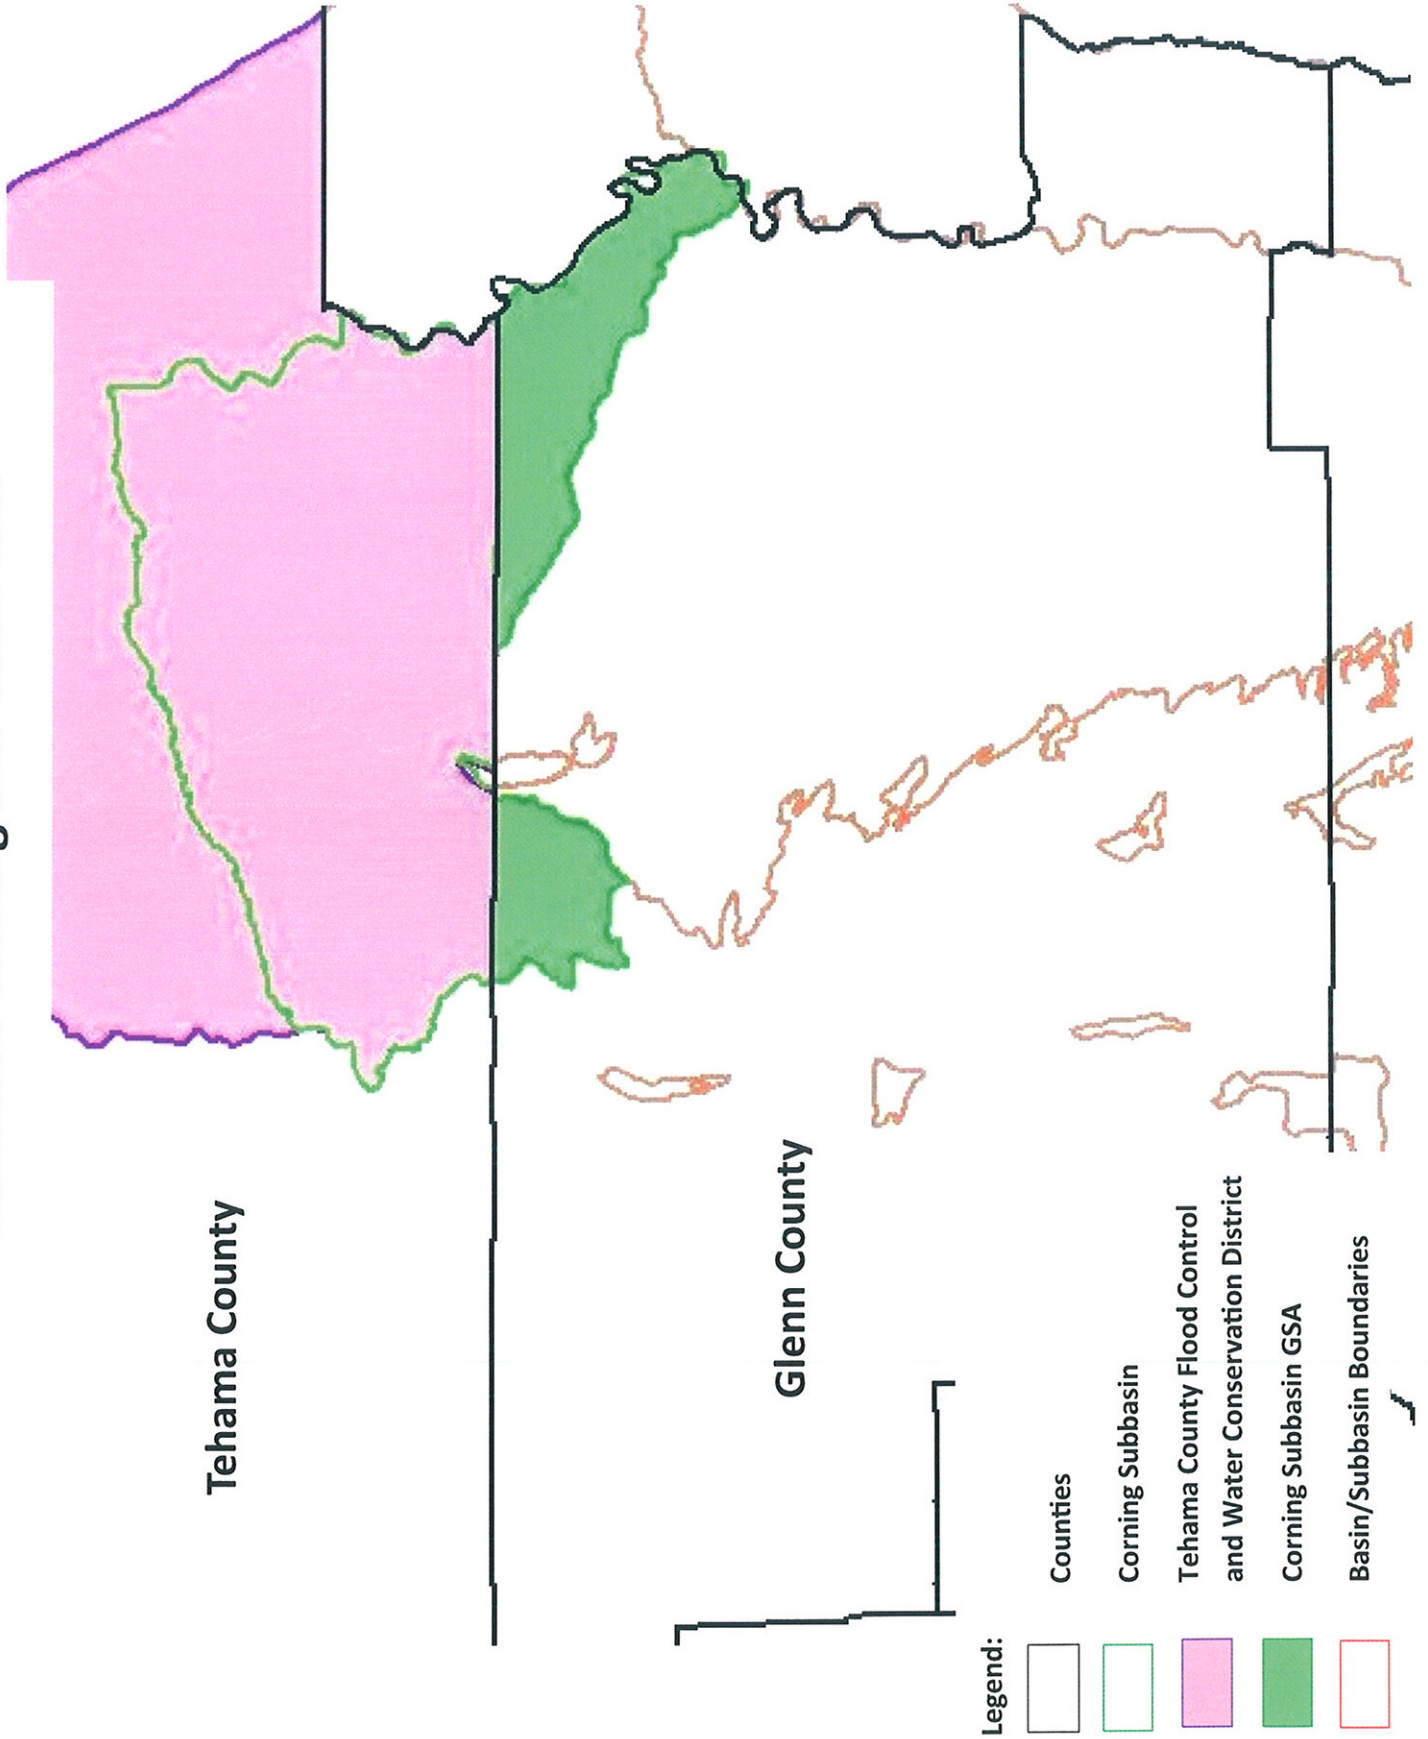 Tehama County
Glenn County
Legend:
Counties
Corning Subbasin
Tehama County Flood Control
and Water Conservation District
Corning Subbasin GSA
Basin/Subbasin Boundaries